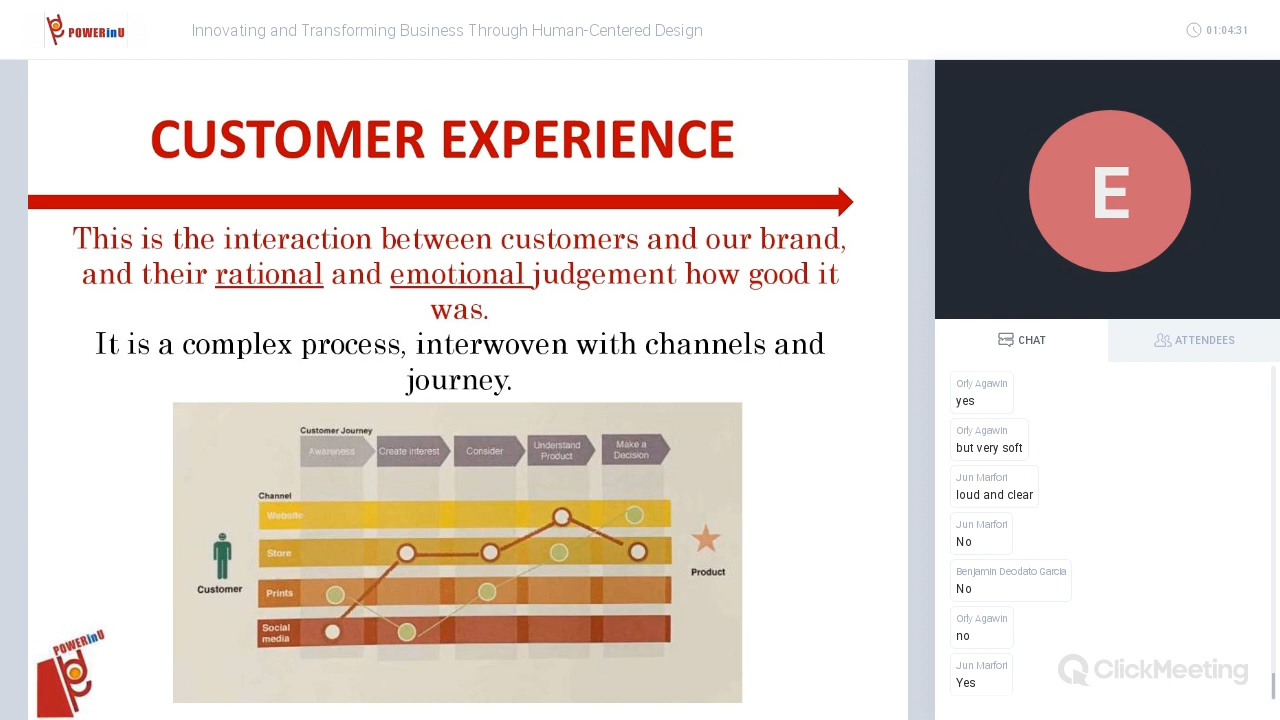 POWERinU
Innovating and Transforming Business Through Human-Centered Design
01:04:31
CUSTOMER EXPERIENCE
This is the interaction between customers and our brand,
and their rational and emotional judgement how good it
was.
It is a complex process, interwoven with channels and
journey.
Customer Journey
Awareness
Create interest
Consider
Understand
Product
Make a
Decision
Channel
Website
Store
Prints
Social
media
Customer
Product
POWERinU
E
CHAT
ATTENDEES
Orly Agawin
yes
Orly Agawin
but very soft
Jun Marfori
loud and clear
Jun Marfori
No
Benjamin Deodato Garcia
No
Orly Agawin
no
Jun Marfori
Yes
ClickMeeting